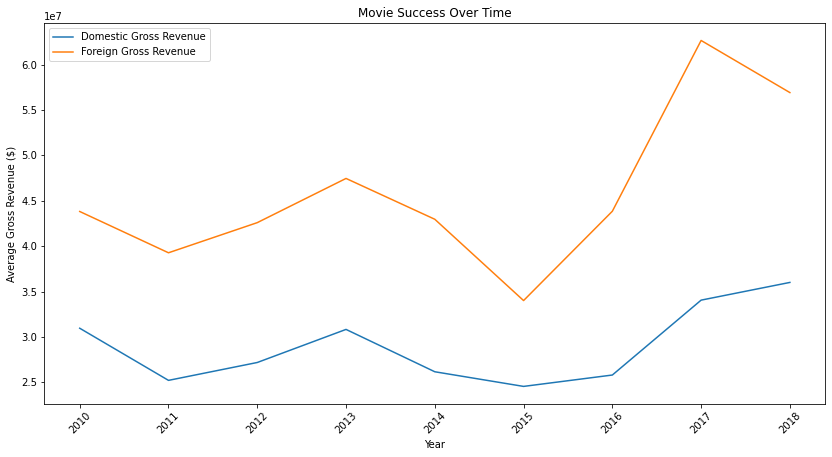 Movie Success Over Time
1e7
Domestic Gross Revenue
Foreign Gross Revenue
6.0
5.5
5.0
4.5
4.0
3.5
3.0
2.5
Average Gross Revenue ($)
2010 2011 2012 2013 2014 2015 2016 2017 2018
Year